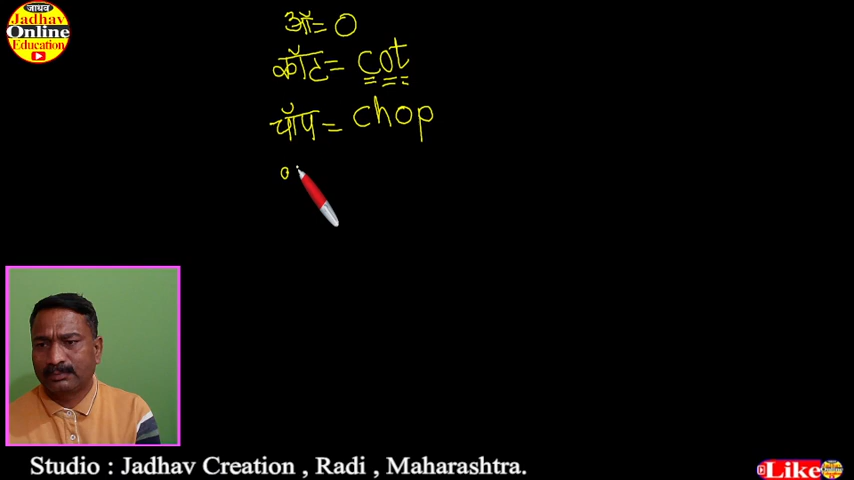 जाधव
Jadhav
Online
Education
ऑ = o
कॉट = cot
चॉप = chop
Studio : Jadhav Creation , Radi , Maharashtra.
Like